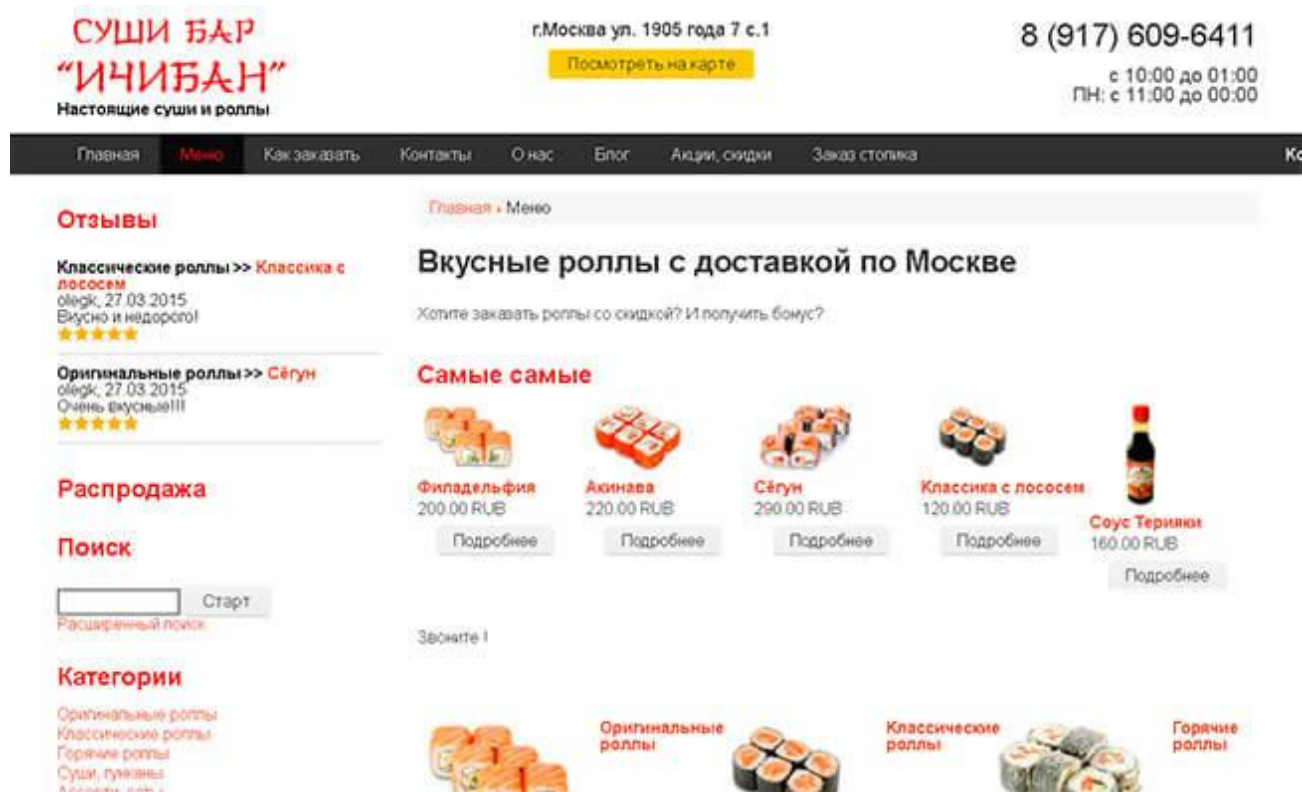 СУШИ БАР
“ИЧИБАН”
Настоящие суши и роллы
г.Москва ул. 1905 года 7 с.1
Посмотреть на карте
8 (917) 609-6411
с 10:00 до 01:00
ПН: с 11:00 до 00:00
Главная Меню Как заказать Контакты О нас Блог Акции, скидки Заказ столика
Отзывы
Классические роллы >> Классика с
лососем
olegk, 27.03.2015
Вкусно и недорого!
Оригинальные роллы >> Сёгун
olegk, 27.03.2015
Очень вкусные!!!
Распродажа
Поиск
Старт
Расширенный поиск
Категории
Оригинальные роллы
Классические роллы
Горячие роллы
Суши, гунканы
Ассорти, сеты
Главная › Меню
Вкусные роллы с доставкой по Москве
Хотите заказать роллы со скидкой? И получить бонус?
Самые самые
Филадельфия
200.00 RUB
Подробнее
Акинава
220.00 RUB
Подробнее
Сёгун
290.00 RUB
Подробнее
Классика с лососем
120.00 RUB
Подробнее
Соус Терияки
160.00 RUB
Подробнее
Звоните !
Оригинальные
роллы
Классические
роллы
Горячие
роллы